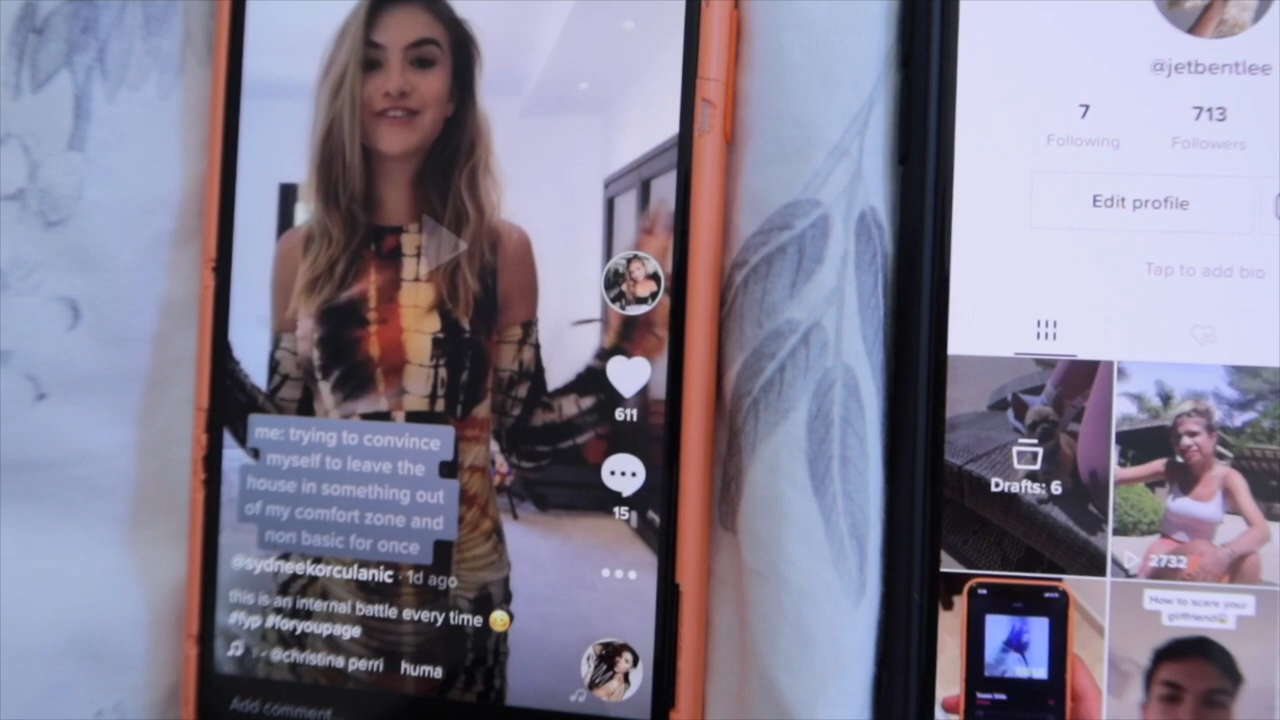 me: trying to convince
myself to leave the
house in something out
of my comfort zone and
non basic for once
@sydneekorculanic · 1d ago
this is an internal battle every time 😅
#fyp #foryoupage
- @christina perri huma
Add comment...
611
15
@jetbentlee
7
Following
713
Followers
Edit profile
Tap to add bio
Drafts: 6
2732
How to scare your
girlfriend😱